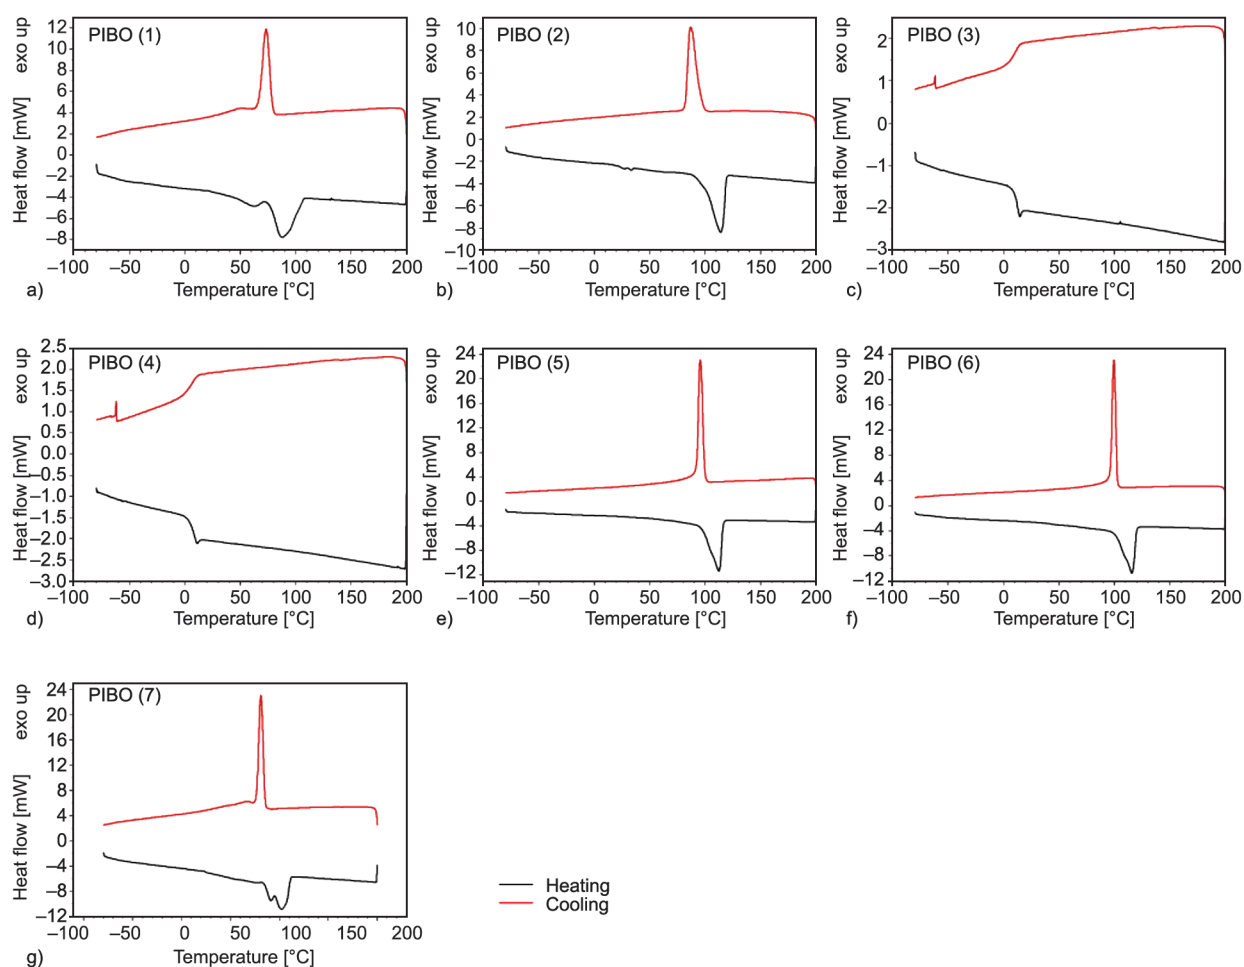 PIBO (1)
exo up
Heat flow [mW]
12
10
8
6
4
2
0
–2
–4
–6
–8
–100 –50 0 50 100 150 200
Temperature [°C]
a)
PIBO (2)
exo up
Heat flow [mW]
10
8
6
4
2
0
–2
–4
–6
–8
–10
–100 –50 0 50 100 150 200
Temperature [°C]
b)
PIBO (3)
exo up
Heat flow [mW]
2
1
0
–1
–2
–3
–100 –50 0 50 100 150 200
Temperature [°C]
c)
PIBO (4)
exo up
Heat flow [mW]
2.5
2.0
1.5
1.0
0.5
0.0
–0.5
–1.0
–1.5
–2.0
–2.5
–3.0
–100 –50 0 50 100 150 200
Temperature [°C]
d)
PIBO (5)
exo up
Heat flow [mW]
24
20
16
12
8
4
0
–4
–8
–12
–100 –50 0 50 100 150 200
Temperature [°C]
e)
PIBO (6)
exo up
Heat flow [mW]
24
20
16
12
8
4
0
–4
–8
–12
–100 –50 0 50 100 150 200
Temperature [°C]
f)
PIBO (7)
exo up
Heat flow [mW]
24
20
16
12
8
4
0
–4
–8
–12
–100 –50 0 50 100 150 200
Temperature [°C]
g)
Heating
Cooling